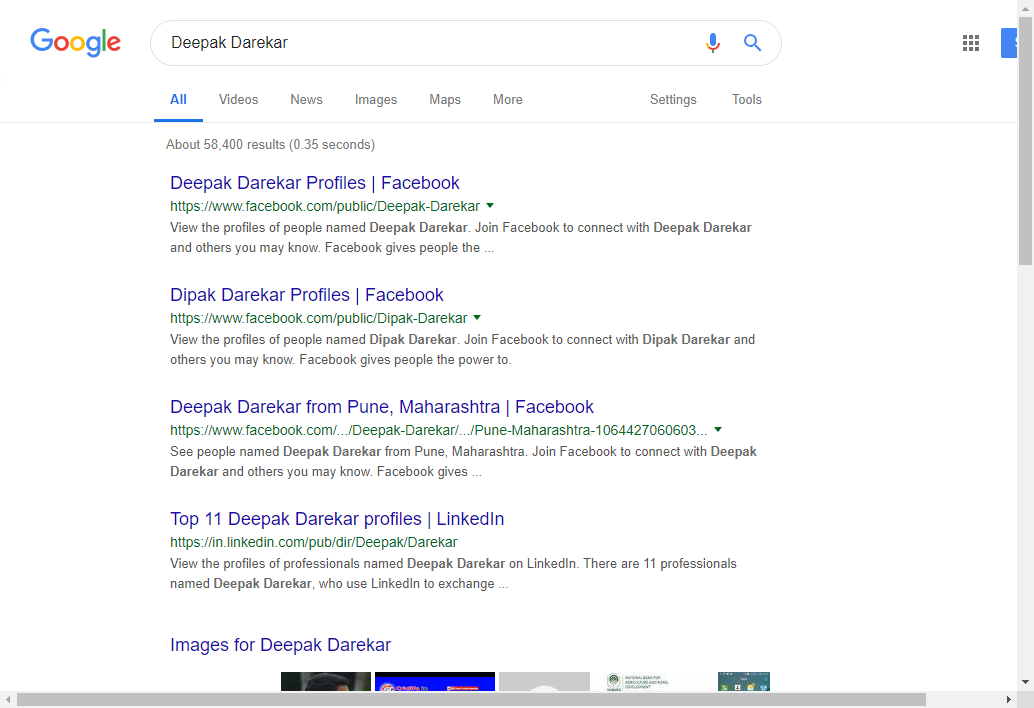 Google
Deepak Darekar
All Videos News Images Maps More Settings Tools
About 58,400 results (0.35 seconds)
Deepak Darekar Profiles | Facebook
https://www.facebook.com/public/Deepak-Darekar
View the profiles of people named Deepak Darekar. Join Facebook to connect with Deepak Darekar
and others you may know. Facebook gives people the ...
Dipak Darekar Profiles | Facebook
https://www.facebook.com/public/Dipak-Darekar
View the profiles of people named Dipak Darekar. Join Facebook to connect with Dipak Darekar and
others you may know. Facebook gives people the power to.
Deepak Darekar from Pune, Maharashtra | Facebook
https://www.facebook.com/.../Deepak-Darekar/.../Pune-Maharashtra-1064427060603...
See people named Deepak Darekar from Pune, Maharashtra. Join Facebook to connect with Deepak
Darekar and others you may know. Facebook gives ...
Top 11 Deepak Darekar profiles | LinkedIn
https://in.linkedin.com/pub/dir/Deepak/Darekar
View the profiles of professionals named Deepak Darekar on LinkedIn. There are 11 professionals
named Deepak Darekar, who use LinkedIn to exchange ...
Images for Deepak Darekar
NATIONAL BANK FOR
AGRICULTURE AND RURAL
DEVELOPMENT